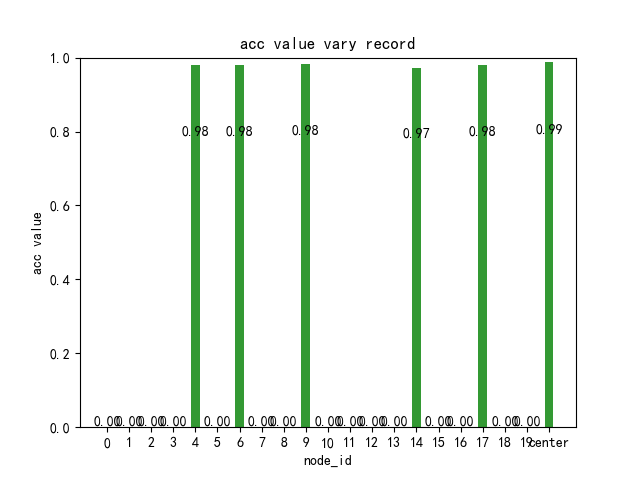 acc value vary record
acc value
1.0
0.8
0.6
0.4
0.2
0.0
0.00 0.00 0.00 0.00 0.98 0.00 0.98 0.00 0.00 0.98 0.00 0.00 0.00 0.00 0.97 0.00 0.00 0.98 0.00 0.00 0.99
0 1 2 3 4 5 6 7 8 9 10 11 12 13 14 15 16 17 18 19 center
node_id